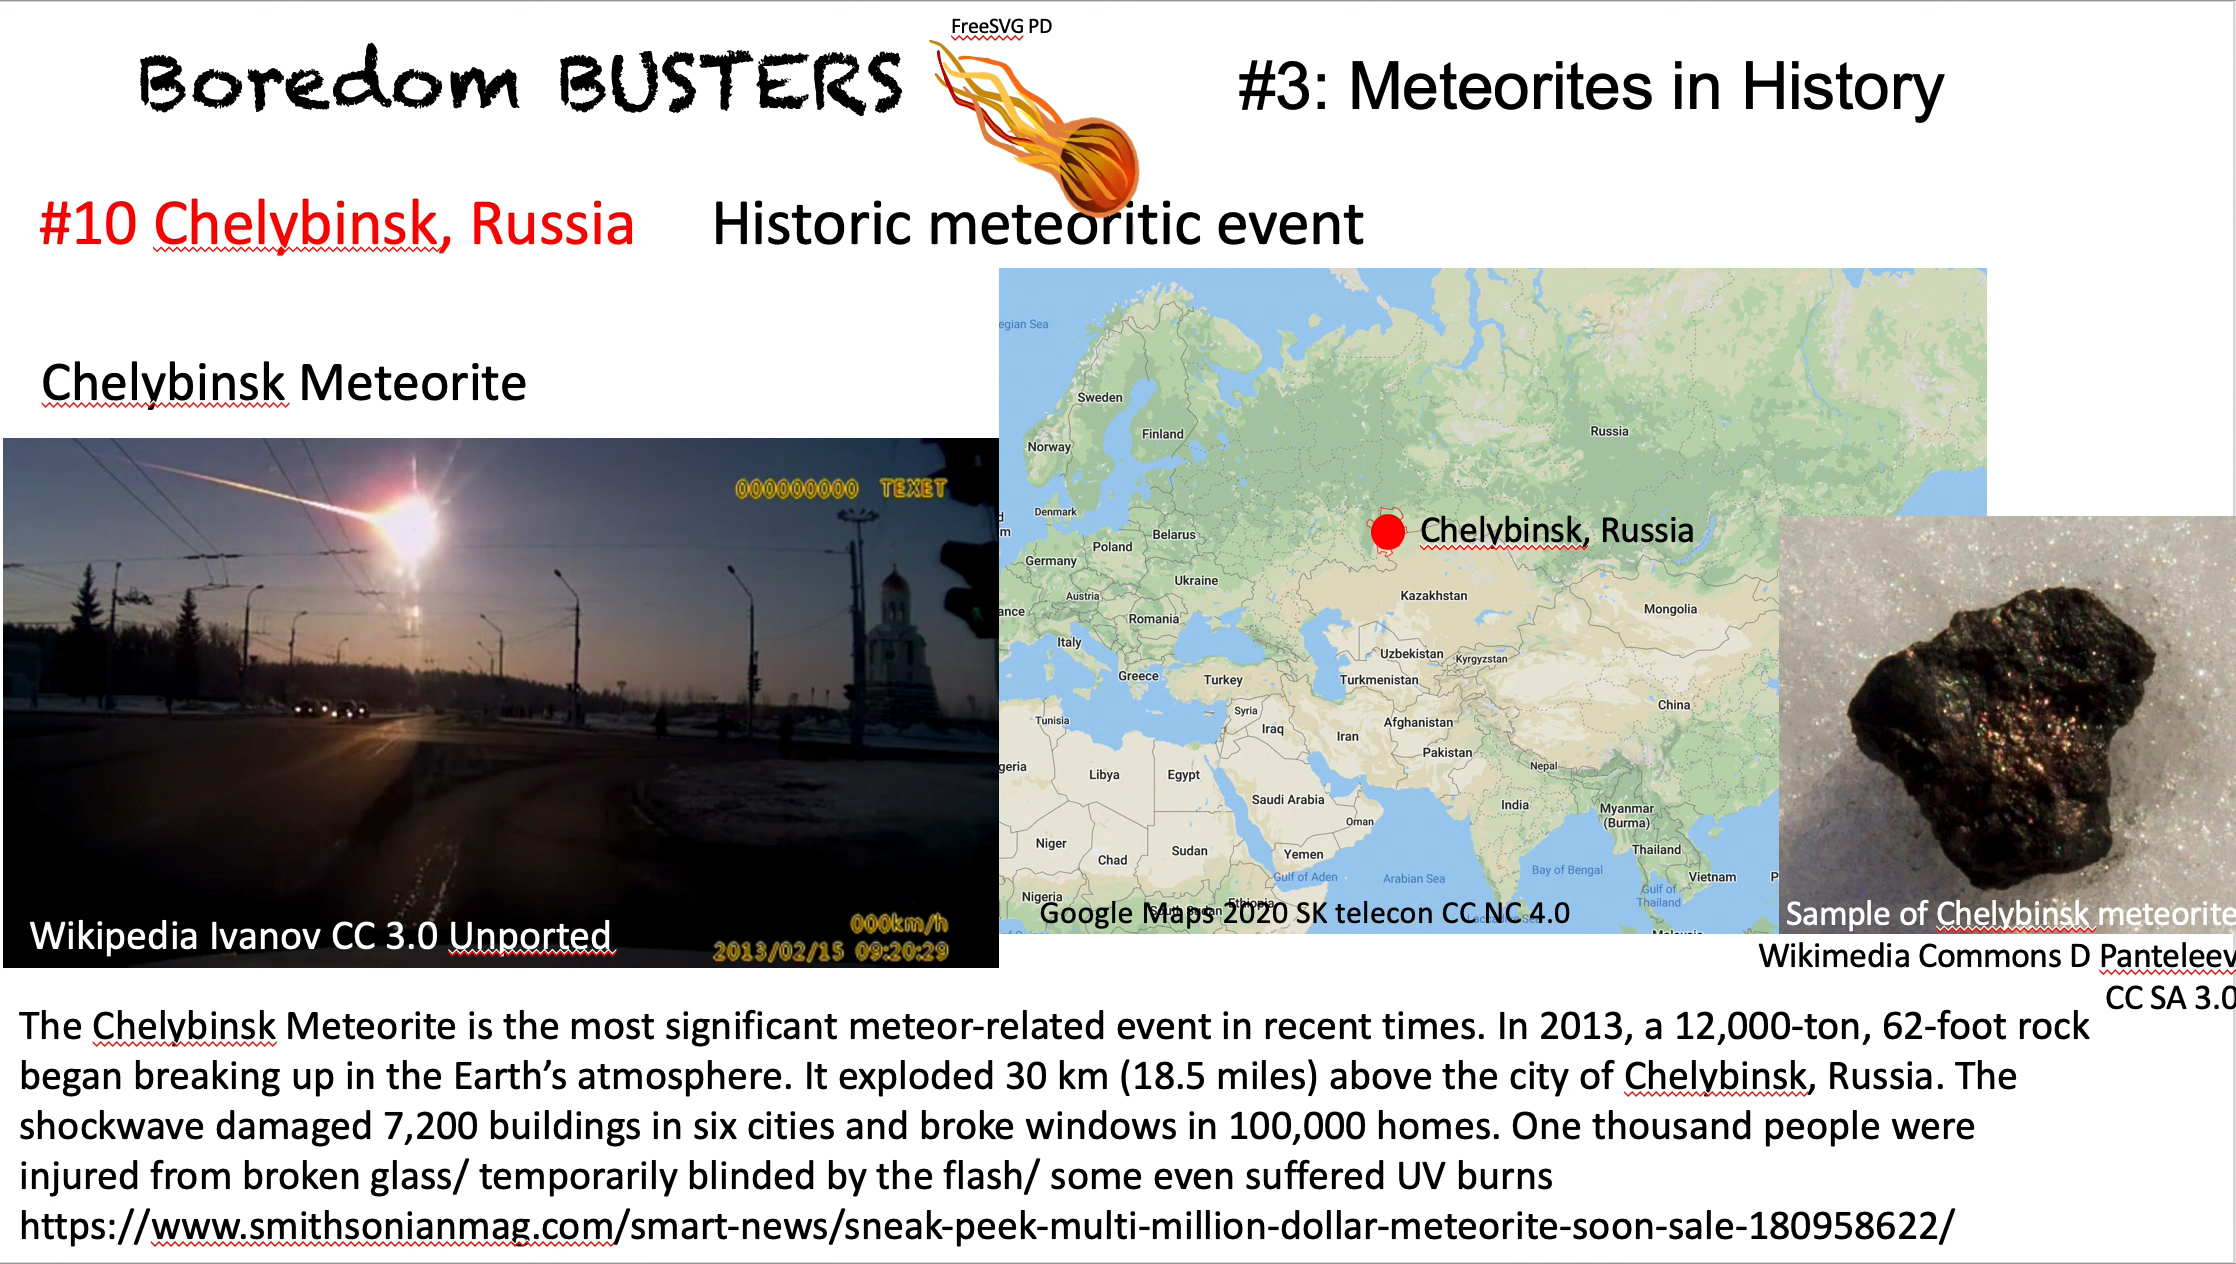 FreeSVG PD
Boredom BUSTERS
#3: Meteorites in History
#10 Chelybinsk, Russia
Historic meteoritic event
Chelybinsk Meteorite
000000000 TEXET
000km/h
2013/02/15 09:20:29
Wikipedia Ivanov CC 3.0 Unported
egian Sea
Sweden
Finland
Norway
Russia
Denmark
Chelybinsk, Russia
Belarus
Poland
Germany
Ukraine
Austria
Kazakhstan
Mongolia
ance
Romania
Italy
Uzbekistan
Kyrgyzstan
Greece
Turkey
Turkmenistan
China
Syria
Tunisia
Iraq
Afghanistan
Iran
Pakistan
geria
Libya
Egypt
Nepal
Saudi Arabia
India
Myanmar
(Burma)
Oman
Niger
Sudan
Yemen
Chad
Thailand
Bay of Bengal
Gulf of Aden
Arabian Sea
Vietnam
Gulf of
Thailand
Nigeria
Ethiopia
South Sudan
Google Maps 2020 SK telecon CC NC 4.0
Sample of Chelybinsk meteorite
Wikimedia Commons D Panteleev
CC SA 3.0
The Chelybinsk Meteorite is the most significant meteor-related event in recent times. In 2013, a 12,000-ton, 62-foot rock
began breaking up in the Earth’s atmosphere. It exploded 30 km (18.5 miles) above the city of Chelybinsk, Russia. The
shockwave damaged 7,200 buildings in six cities and broke windows in 100,000 homes. One thousand people were
injured from broken glass/ temporarily blinded by the flash/ some even suffered UV burns
https://www.smithsonianmag.com/smart-news/sneak-peek-multi-million-dollar-meteorite-soon-sale-180958622/